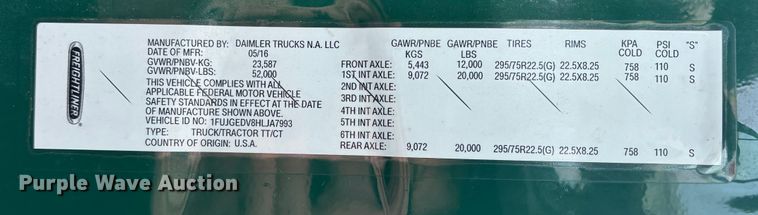 FREIGHTLINER
MANUFACTURED BY: DAIMLER TRUCKS N.A. LLC
DATE OF MFR: 05/16
GVWR/PNBV-KG: 23,587
GVWR/PNBV-LBS: 52,000
THIS VEHICLE COMPLIES WITH ALL
APPLICABLE FEDERAL MOTOR VEHICLE
SAFETY STANDARDS IN EFFECT AT THE DATE
OF MANUFACTURE SHOWN ABOVE.
VEHICLE ID NO: 1FUJGEDV8HLJA7993
TYPE: TRUCK/TRACTOR TT/CT
COUNTRY OF ORIGIN: U.S.A.
GAWR/PNBE KGS GAWR/PNBE LBS TIRES RIMS KPA COLD PSI COLD "S"
FRONT AXLE: 5,443 12,000 295/75R22.5(G) 22.5X8.25 758 110 S
1ST INT AXLE: 9,072 20,000 295/75R22.5(G) 22.5X8.25 758 110 S
2ND INT AXLE:
3RD INT AXLE:
4TH INT AXLE:
5TH INT AXLE:
6TH INT AXLE:
REAR AXLE: 9,072 20,000 295/75R22.5(G) 22.5X8.25 758 110 S
Purple Wave Auction